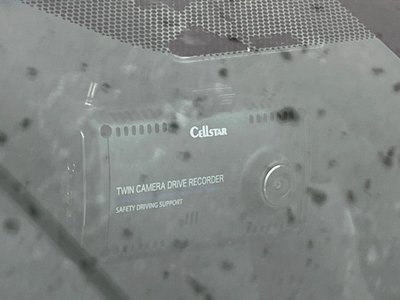 CELLSTAR
TWIN CAMERA DRIVE RECORDER
SAFETY DRIVING SUPPORT